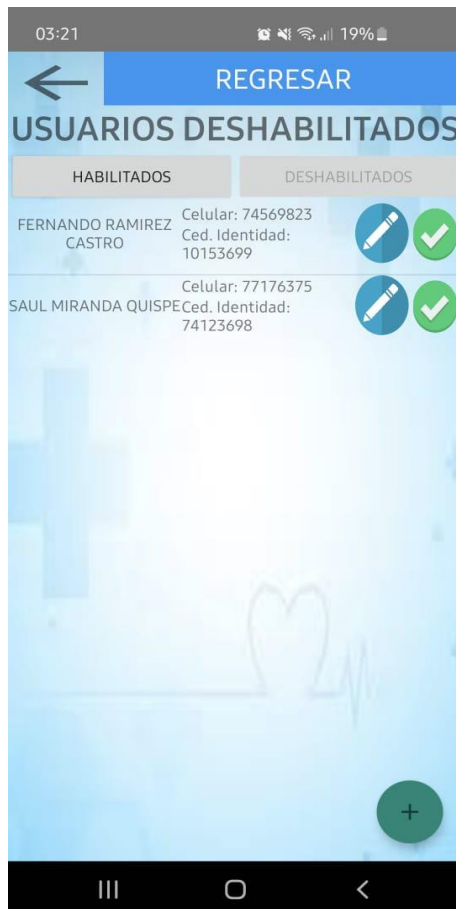 03:21
19%
REGRESAR
USUARIOS DESHABILITADOS
HABILITADOS
DESHABILITADOS
FERNANDO RAMIREZ
CASTRO
Celular: 74569823
Ced. Identidad:
10153699
SAUL MIRANDA QUISPE
Celular: 77176375
Ced. Identidad:
74123698
+